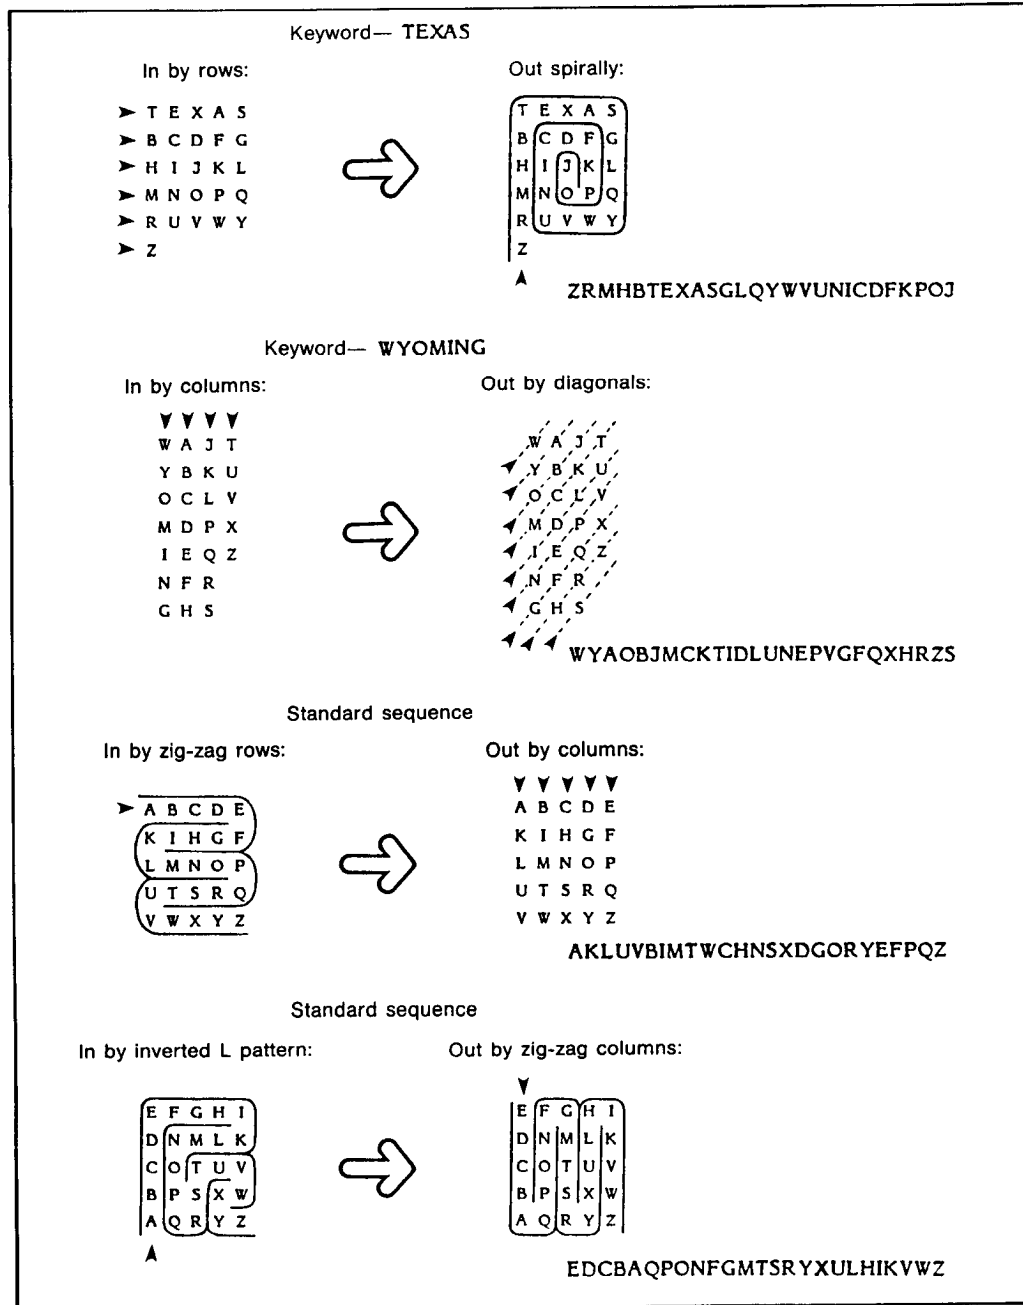 Keyword— TEXAS
In by rows:
T E X A S
B C D F G
H I J K L
M N O P Q
R U V W Y
Z
Out spirally:
T E X A S
B C D F G
H I J K L
M N O P Q
R U V W Y
Z
ZRMHBTEXASGLQYWVUNICDFKPOJ
Keyword— WYOMING
In by columns:
W A J T
Y B K U
O C L V
M D P X
I E Q Z
N F R
G H S
Out by diagonals:
W A J T
Y B K U
O C L V
M D P X
I E Q Z
N F R
G H S
WYAOBJMCKTIDLUNEPVGFQXHRZS
Standard sequence
In by zig-zag rows:
A B C D E
K I H G F
L M N O P
U T S R Q
V W X Y Z
Out by columns:
A B C D E
K I H G F
L M N O P
U T S R Q
V W X Y Z
AKLUVBIMTWCHNSXDGORYEFPQZ
Standard sequence
In by inverted L pattern:
E F G H I
D N M L K
C O T U V
B P S X W
A Q R Y Z
Out by zig-zag columns:
E F G H I
D N M L K
C O T U V
B P S X W
A Q R Y Z
EDCBAQPONFGMTSRYXULHIKVWZ